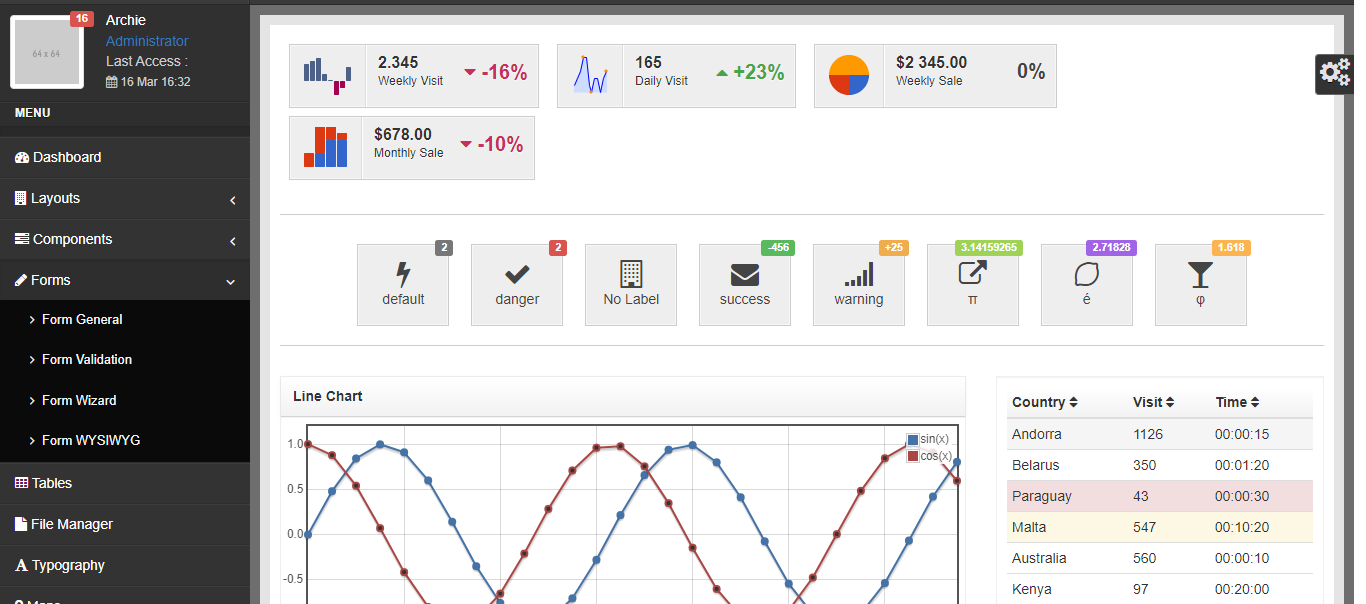 16
Archie
Administrator
Last Access :
16 Mar 16:32
64 x 64
MENU
Dashboard
Layouts
Components
Forms
Form General
Form Validation
Form Wizard
Form WYSIWYG
Tables
File Manager
Typography
2.345
Weekly Visit
-16%
165
Daily Visit
+23%
$2 345.00
Weekly Sale
0%
$678.00
Monthly Sale
-10%
2
default
2
danger
No Label
-456
success
+25
warning
3.14159265
π
2.71828
é
1.618
φ
Line Chart
sin(x)
cos(x)
1.0
0.5
0.0
-0.5
Country Visit Time
Andorra 1126 00:00:15
Belarus 350 00:01:20
Paraguay 43 00:00:30
Malta 547 00:10:20
Australia 560 00:00:10
Kenya 97 00:20:00